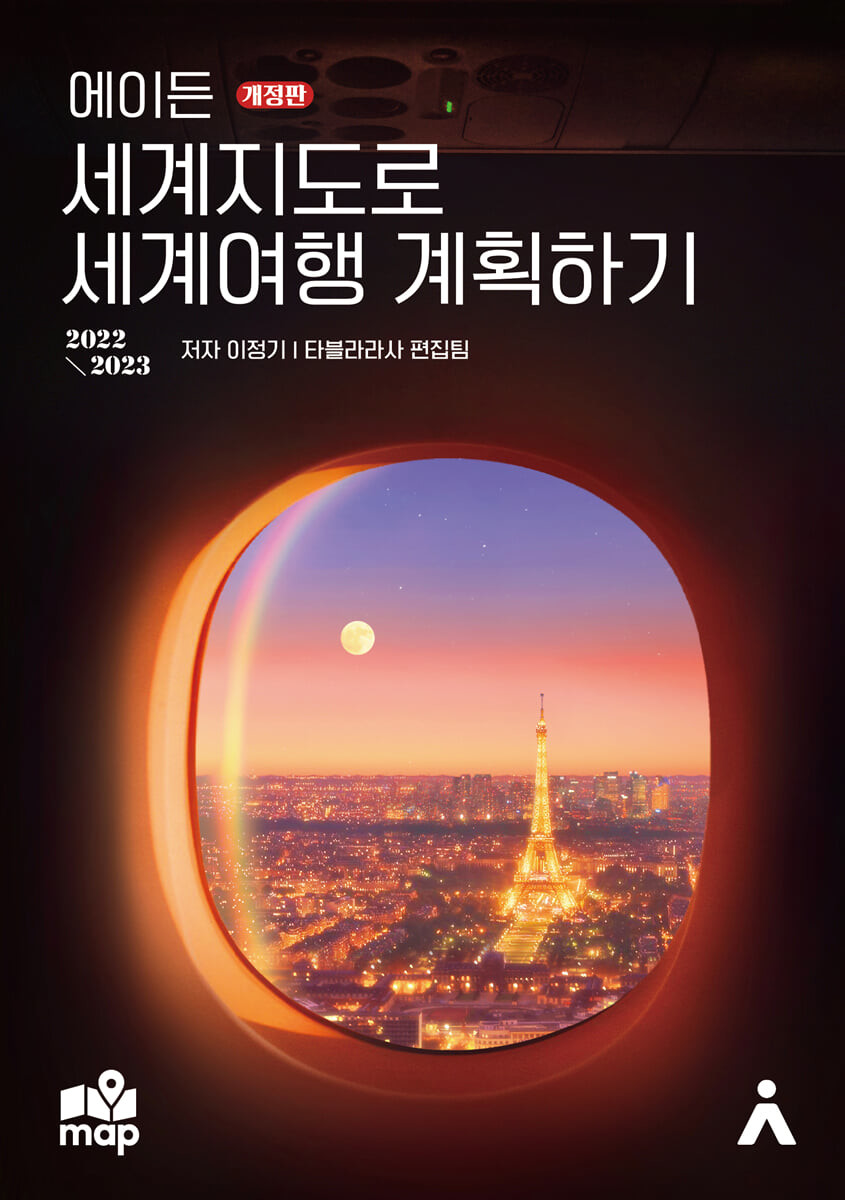 에이든 개정판
세계지도로
세계여행 계획하기
2022
\ 2023
저자 이정기 | 타블라라사 편집팀
map